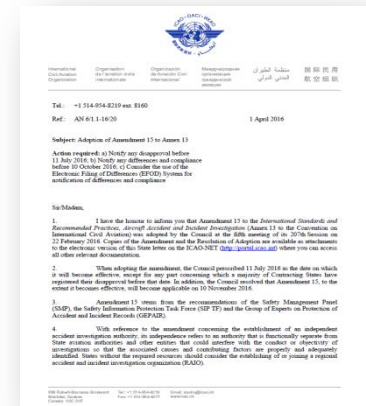 International
Civil Aviation
Organization
Organisation
de l'aviation civile
internationale
Organización
de Aviación Civil
Internacional
Международная
организация
гражданской
авиации
منظمة الطيران
المدني الدولي
国际民用
航空组织
Tel.: +1 514-954-8219 ext. 8160
Ref.: AN 6/1.1-16/20 1 April 2016
Subject: Adoption of Amendment 15 to Annex 13
Action required: a) Notify any disapproval before
11 July 2016; b) Notify any differences and compliance
before 10 October 2016; c) Consider the use of the
Electronic Filing of Differences (EFOD) System for
notification of differences and compliance
Sir/Madam,
1. I have the honour to inform you that Amendment 15 to the International Standards and
Recommended Practices, Aircraft Accident and Incident Investigation (Annex 13 to the Convention on
International Civil Aviation) was adopted by the Council at the fifth meeting of its 207th Session on
22 February 2016. Copies of the Amendment and the Resolution of Adoption are available as attachments
to the electronic version of this State letter on the ICAO-NET (http://portal.icao.int) where you can access
all other relevant documentation.
2. When adopting the amendment, the Council prescribed 11 July 2016 as the date on which
it will become effective, except for any part concerning which a majority of Contracting States have
registered their disapproval before that date. In addition, the Council resolved that Amendment 15, to the
extent it becomes effective, will become applicable on 10 November 2016.
3. Amendment 15 stems from the recommendations of the Safety Management Panel
(SMP), the Safety Information Protection Task Force (SIP TF) and the Group of Experts on Protection of
Accident and Incident Records (GEPAIR).
4. With reference to the amendment concerning the establishment of an independent
accident investigation authority, its independence refers to an authority that is functionally separate from
State aviation authorities and other entities that could interfere with the conduct or objectivity of
investigations so that the associated causes and contributing factors are properly and adequately
identified. States without the required resources should consider the establishing of or joining a regional
accident and incident investigation organization (RAIO).